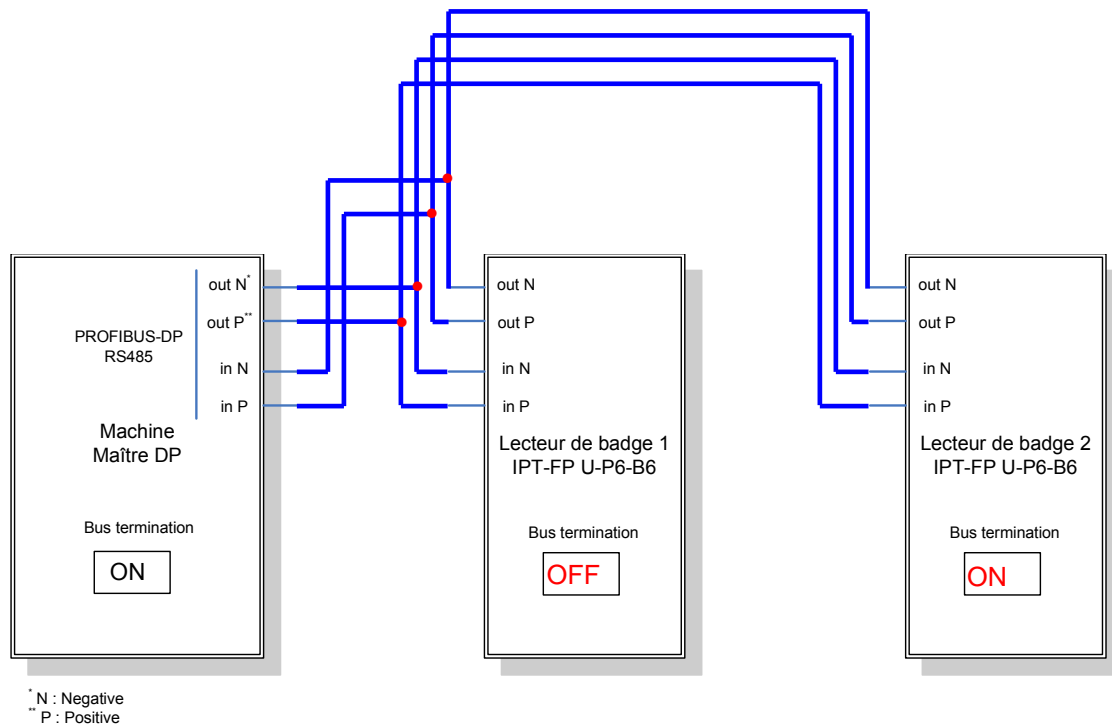 out N*
out P**
PROFIBUS-DP
RS485
in N
in P
Machine
Maître DP
Bus termination
ON
out N
out P
in N
in P
Lecteur de badge 1
IPT-FP U-P6-B6
Bus termination
OFF
out N
out P
in N
in P
Lecteur de badge 2
IPT-FP U-P6-B6
Bus termination
ON
* N : Negative
** P : Positive